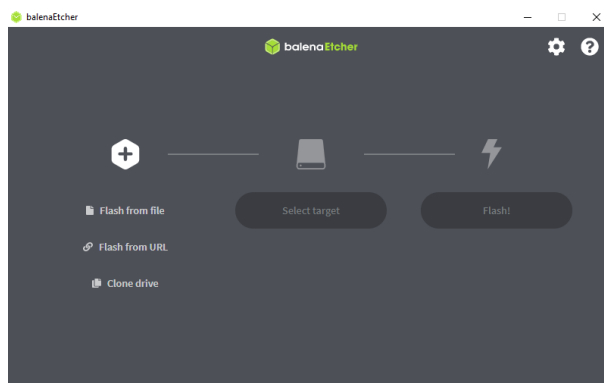 balenaEtcher
balenaEtcher
Flash from file
Select target
Flash!
Flash from URL
Clone drive